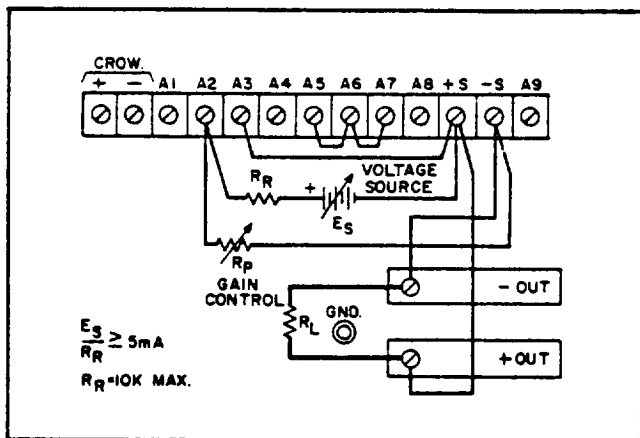 CROW.
+ - A1 A2 A3 A4 A5 A6 A7 A8 +S -S A9
VOLTAGE
SOURCE
RR
+
ES
RP
GAIN
CONTROL
- OUT
GND.
RL
+ OUT
ES
RR ≥ 5mA
RR=10K MAX.